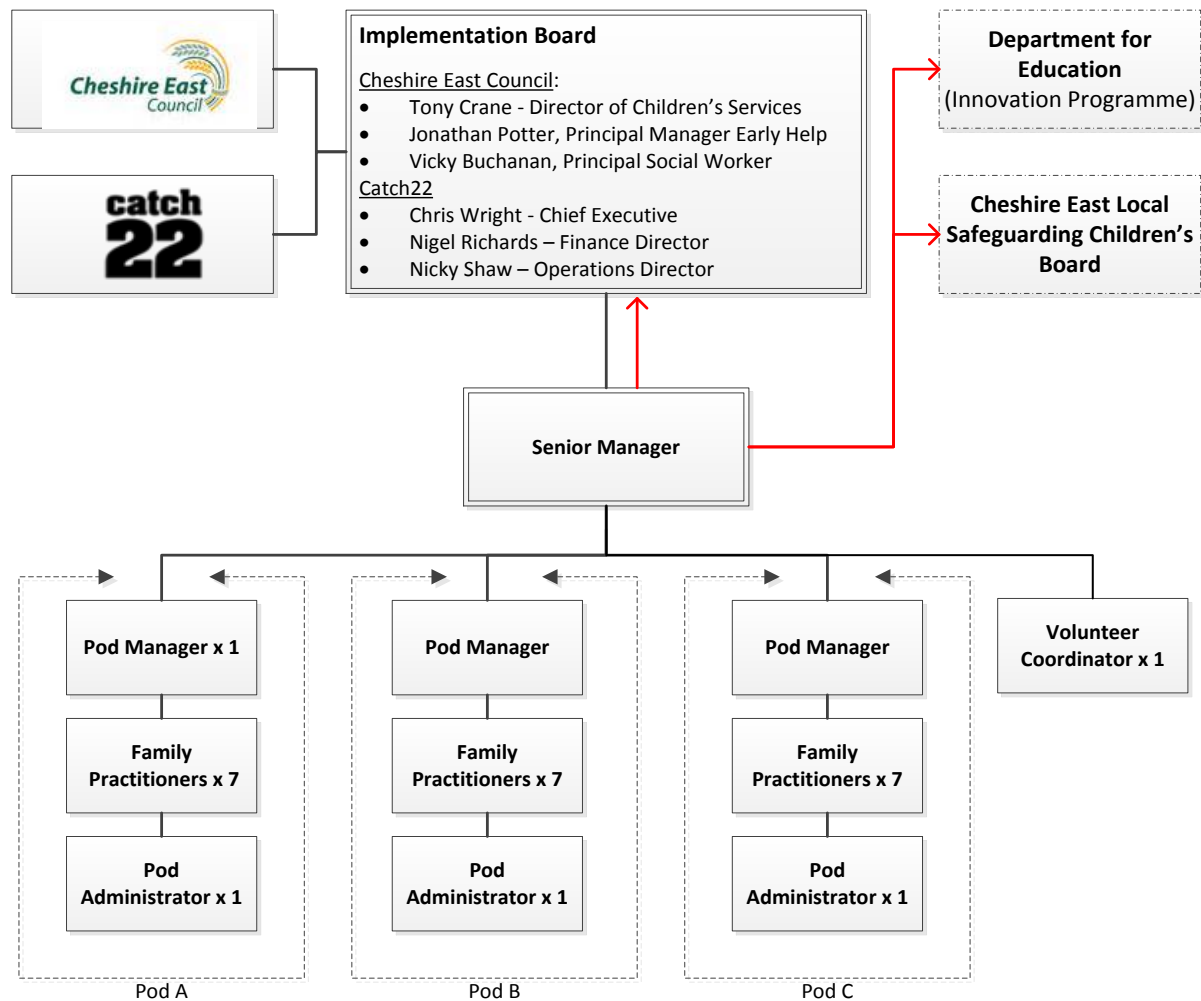 Cheshire East
Council
catch
22
Implementation Board
Cheshire East Council:
• Tony Crane - Director of Children’s Services
• Jonathan Potter, Principal Manager Early Help
• Vicky Buchanan, Principal Social Worker
Catch22
• Chris Wright - Chief Executive
• Nigel Richards – Finance Director
• Nicky Shaw – Operations Director
Department for
Education
(Innovation Programme)
Cheshire East Local
Safeguarding Children’s
Board
Senior Manager
Pod Manager x 1
Family
Practitioners x 7
Pod
Administrator x 1
Pod A
Pod Manager
Family
Practitioners x 7
Pod
Administrator x 1
Pod B
Pod Manager
Family
Practitioners x 7
Pod
Administrator x 1
Pod C
Volunteer
Coordinator x 1